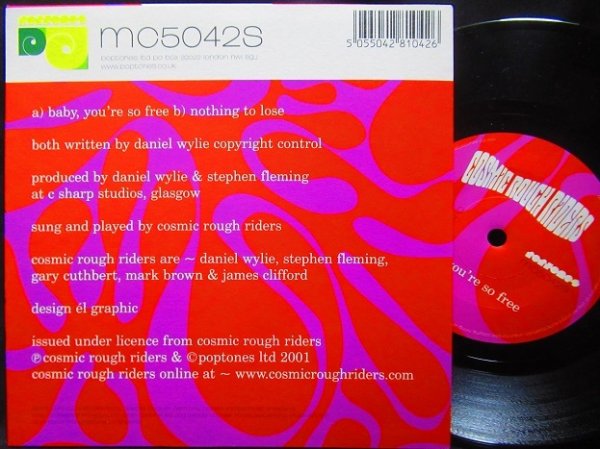 poptones
mc5042s
poptones ltd po box
www.poptones.co.uk
5 055042 810426
a) baby, you're so free b) nothing to lose
both written by daniel wylie copyright control
produced by daniel wylie & stephen fleming
at c sharp studios, glasgow
sung and played by cosmic rough riders
cosmic rough riders are ~ daniel wylie, stephen fleming,
gary cuthbert, mark brown & james clifford
design él graphic
issued under licence from cosmic rough riders
℗cosmic rough riders & ©poptones ltd 2001
cosmic rough riders online at ~ www.cosmicroughriders.com
COSMIC ROUGH RIDERS
poptones
you're so free